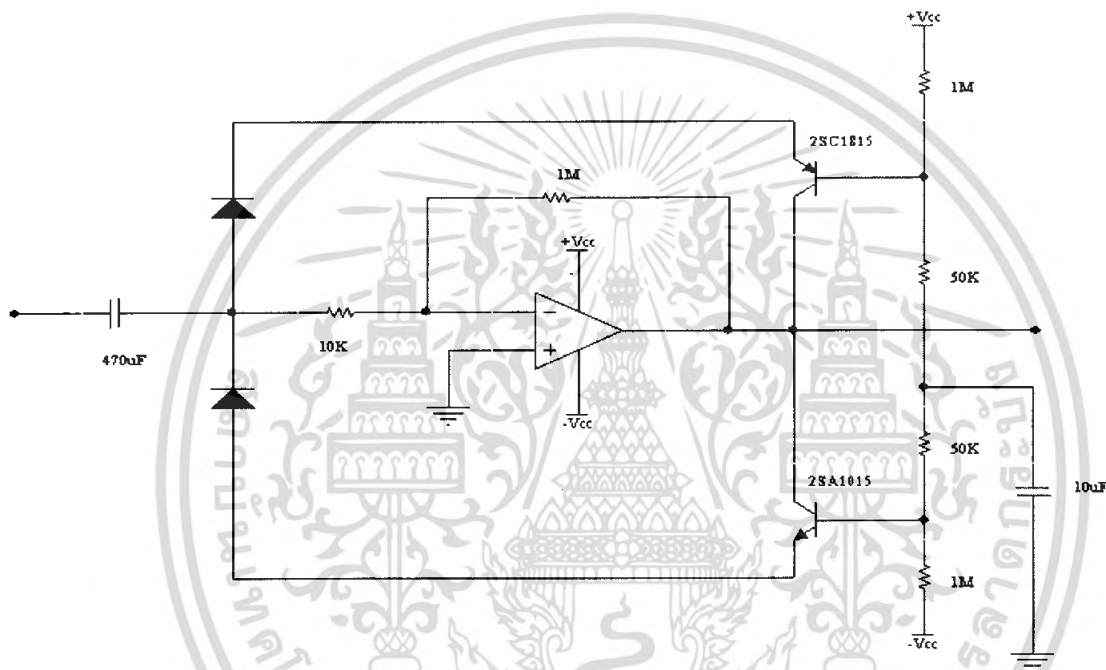 +Vcc
1M
2SC1815
1M
+Vcc
50K
10K
470uF
-Vcc
50K
2SA1015
10uF
1M
-Vcc